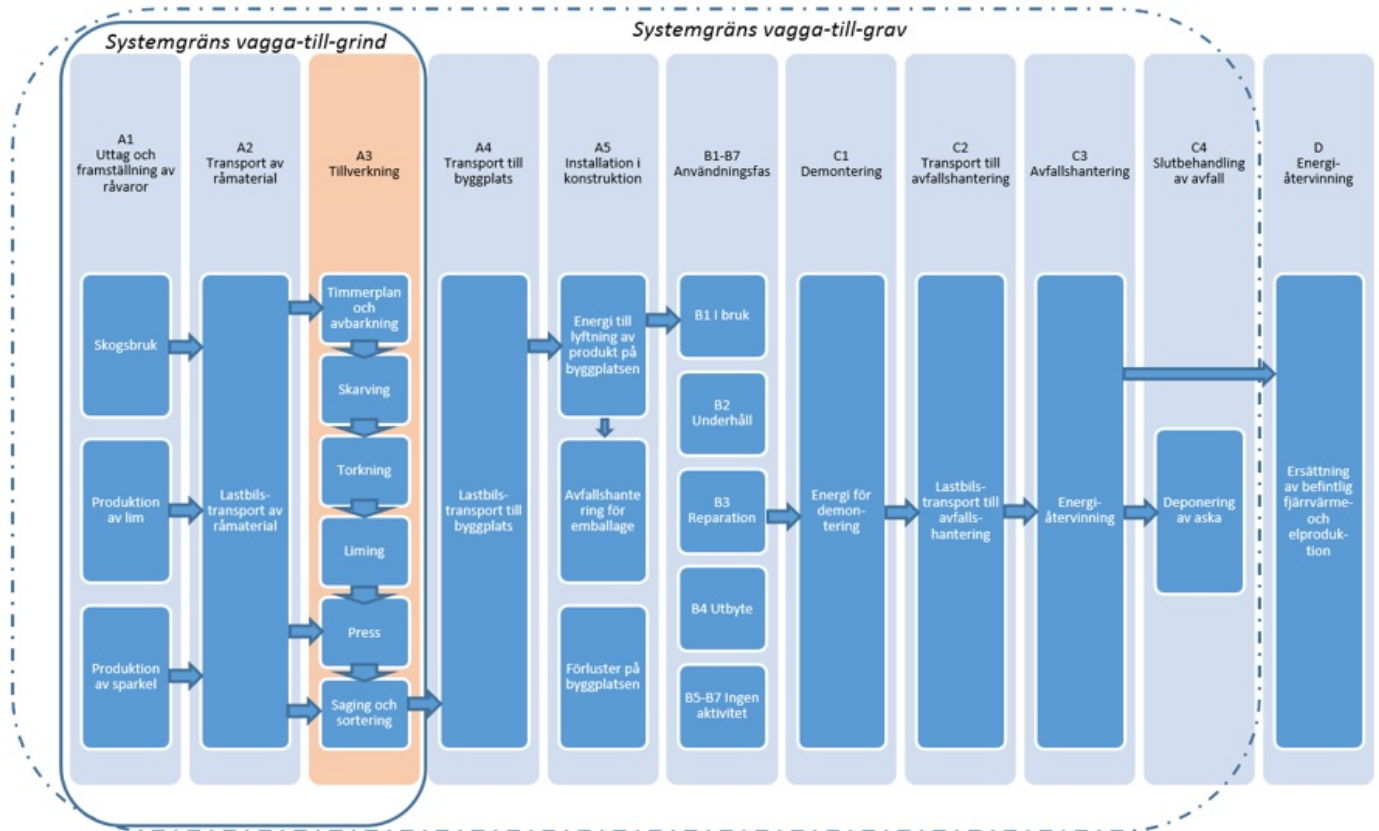 Systemgräns vagga-till-grav
Systemgräns vagga-till-grind
A1
Uttag och
framställning av
råvaror
A2
Transport av
råmaterial
A3
Tillverkning
A4
Transport till
byggplats
A5
Installation i
konstruktion
B1-B7
Användningsfas
C1
Demontering
C2
Transport till
avfallshantering
C3
Avfallshantering
C4
Slutbehandling
av avfall
D
Energi-
återvinning
Skogsbruk
Produktion
av lim
Produktion
av sparkel
Lastbils-
transport av
råmaterial
Timmerplan
och
avbarkning
Skarving
Torkning
Liming
Press
Saging och
sortering
Lastbils-
transport till
byggplats
Energi till
lyftning av
produkt på
byggplatsen
Avfallshante
ring för
emballage
Förluster på
byggplatsen
B1 I bruk
B2
Underhåll
B3
Reparation
B4 Utbyte
B5-B7 Ingen
aktivitet
Energi för
demon-
tering
Lastbils-
transport till
avfalls-
hantering
Energi-
återvinning
Deponering
av aska
Ersättning
av befintlig
fjärrvärme-
och
elproduk-
tion